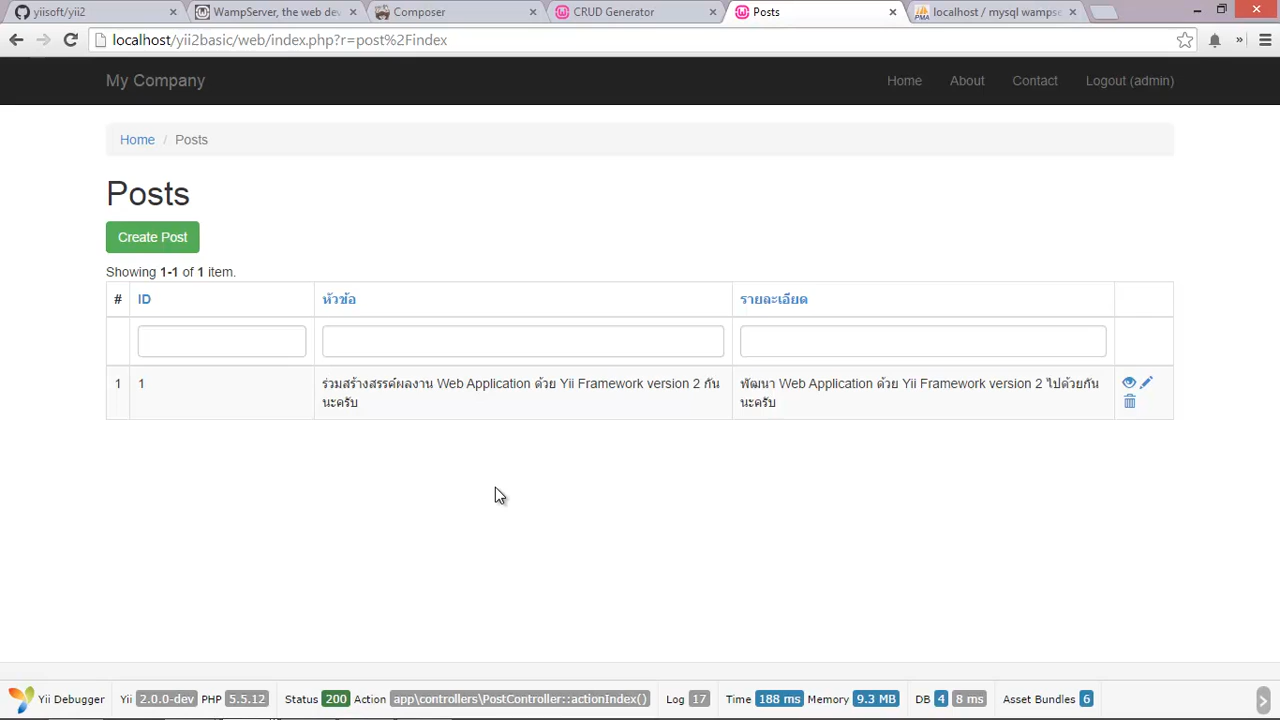 yiisoft/yii2
WampServer, the web dev
Composer
CRUD Generator
Posts
localhost / mysql wampse
localhost/yii2basic/web/index.php?r=post%2Findex
My Company
Home
About
Contact
Logout (admin)
Home / Posts
Posts
Create Post
Showing 1-1 of 1 item.
# ID หัวข้อ รายละเอียด
1 1 ร่วมสร้างสรรค์ผลงาน Web Application ด้วย Yii Framework version 2 กัน
นะครับ
พัฒนา Web Application ด้วย Yii Framework version 2 ไปด้วยกัน
นะครับ
Yii Debugger Yii 2.0.0-dev PHP 5.5.12 Status 200 Action app\controllers\PostController::actionIndex() Log 17 Time 188 ms Memory 9.3 MB DB 4 8 ms Asset Bundles 6